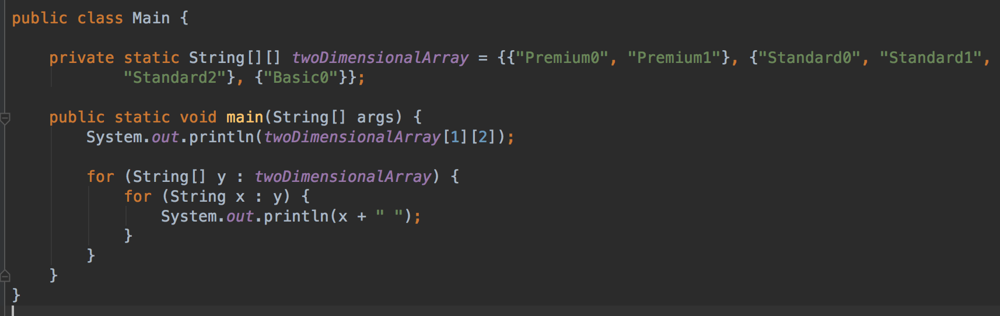 public class Main {
private static String[][] twoDimensionalArray = {{"Premium0", "Premium1"}, {"Standard0", "Standard1",
"Standard2"}, {"Basic0"}};
public static void main(String[] args) {
System.out.println(twoDimensionalArray[1][2]);
for (String[] y : twoDimensionalArray) {
for (String x : y) {
System.out.println(x + " ");
}
}
}
}